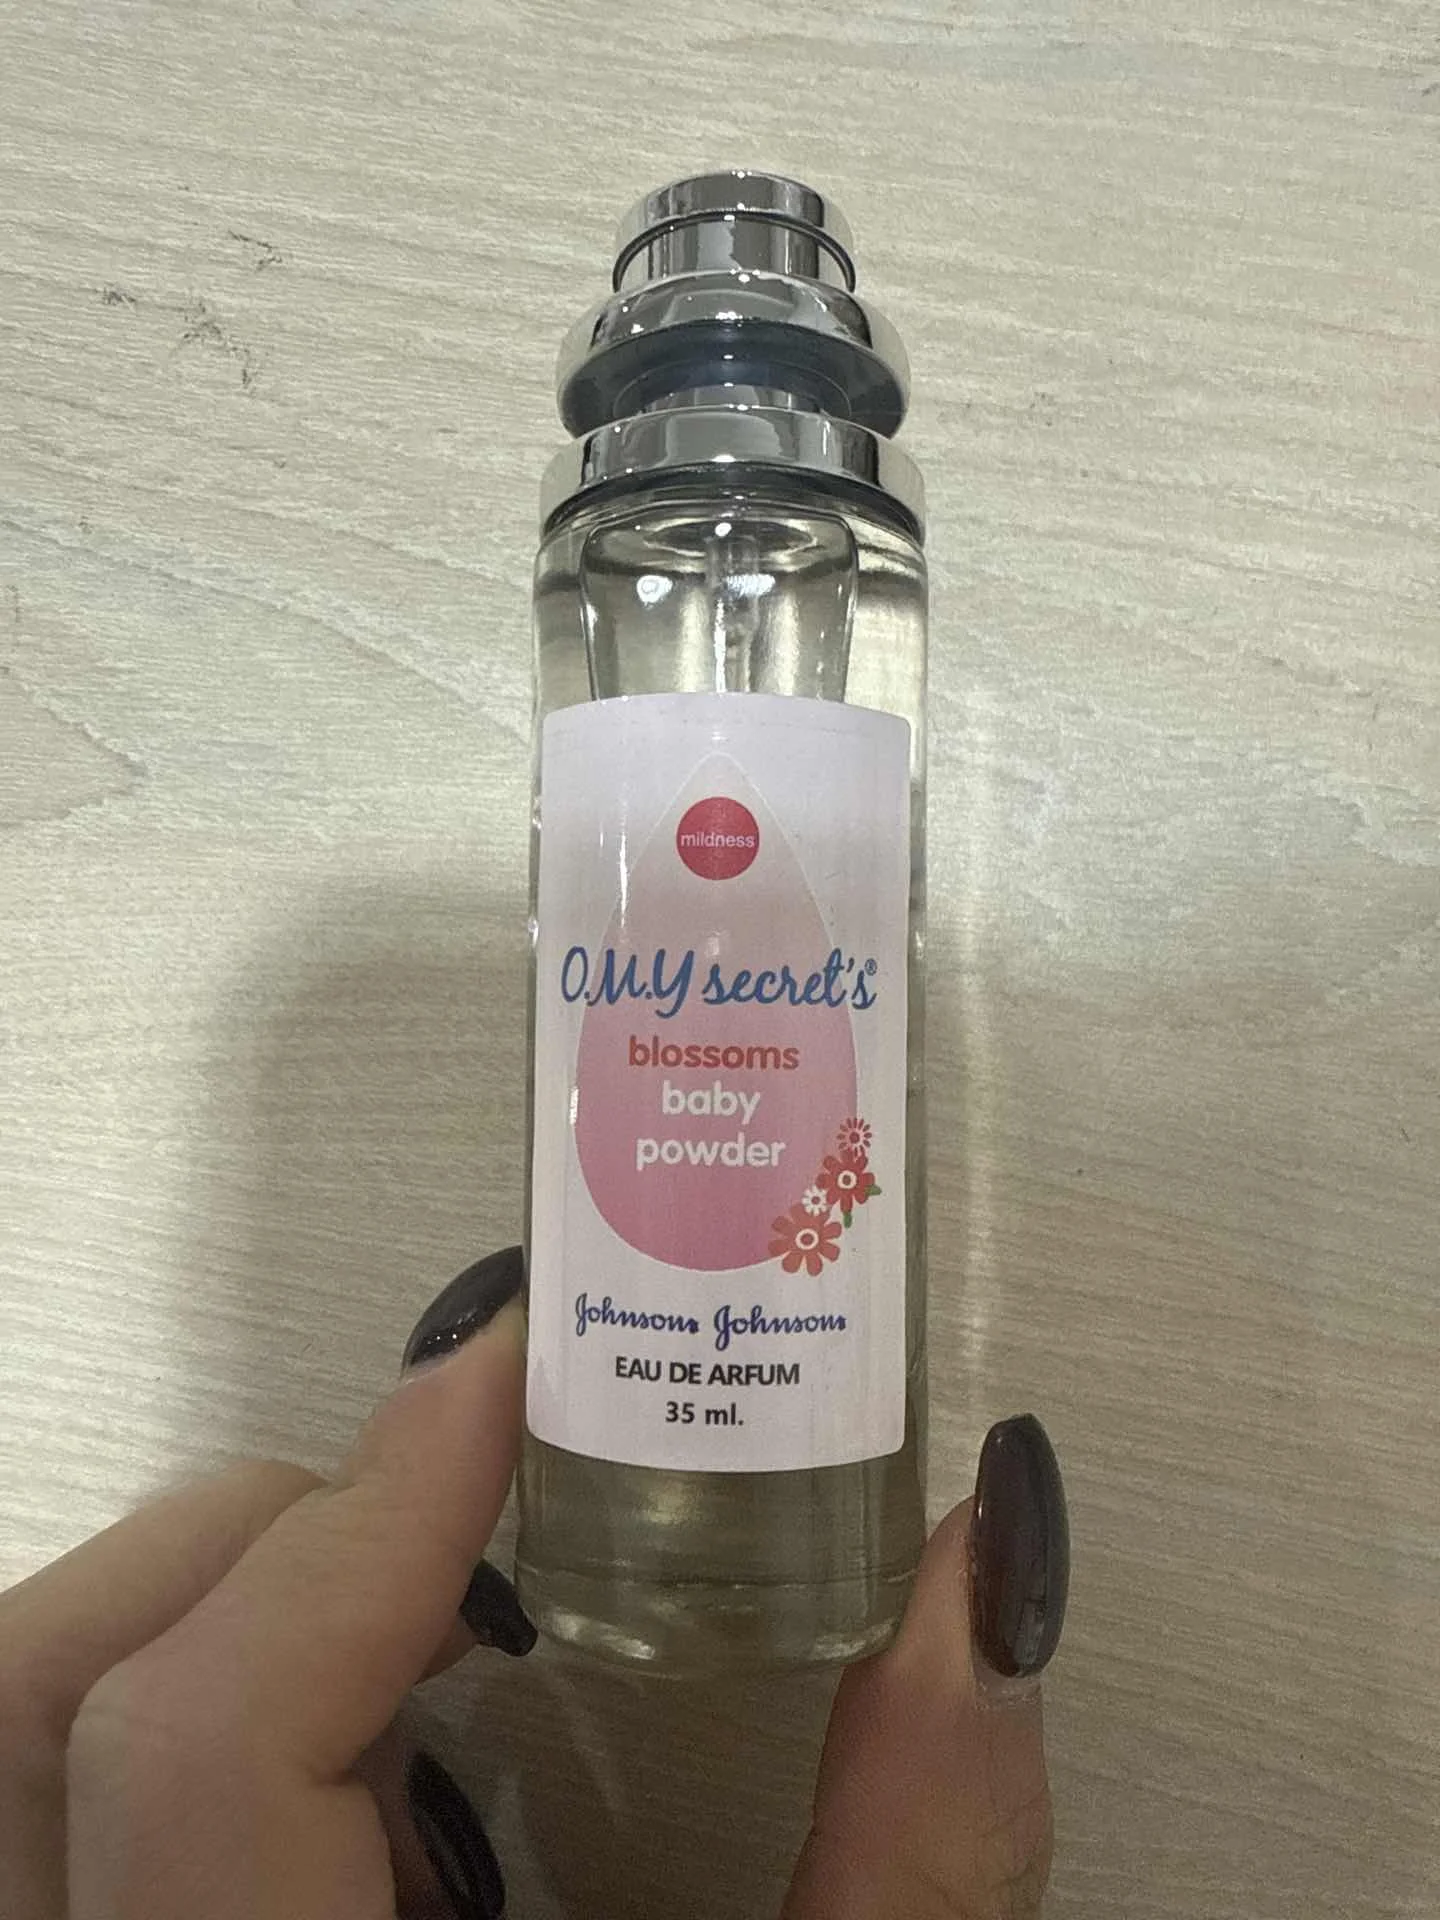 mildness
O.M.Y secret's®
blossoms
baby
powder
Johnson's Johnson's
EAU DE ARFUM
35 ml.